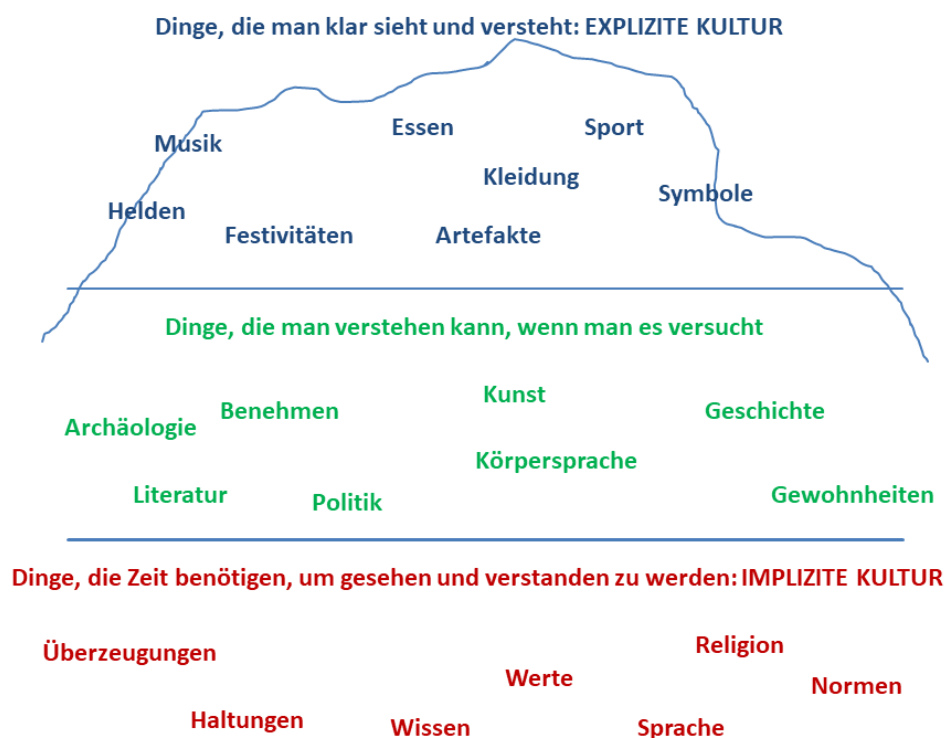 Dinge, die man klar sieht und versteht: EXPLIZITE KULTUR
Essen
Sport
Musik
Kleidung
Symbole
Helden
Festivitäten
Artefakte
Dinge, die man verstehen kann, wenn man es versucht
Kunst
Benehmen
Geschichte
Archäologie
Körpersprache
Literatur
Politik
Gewohnheiten
Dinge, die Zeit benötigen, um gesehen und verstanden zu werden: IMPLIZITE KULTUR
Religion
Überzeugungen
Werte
Normen
Haltungen
Wissen
Sprache